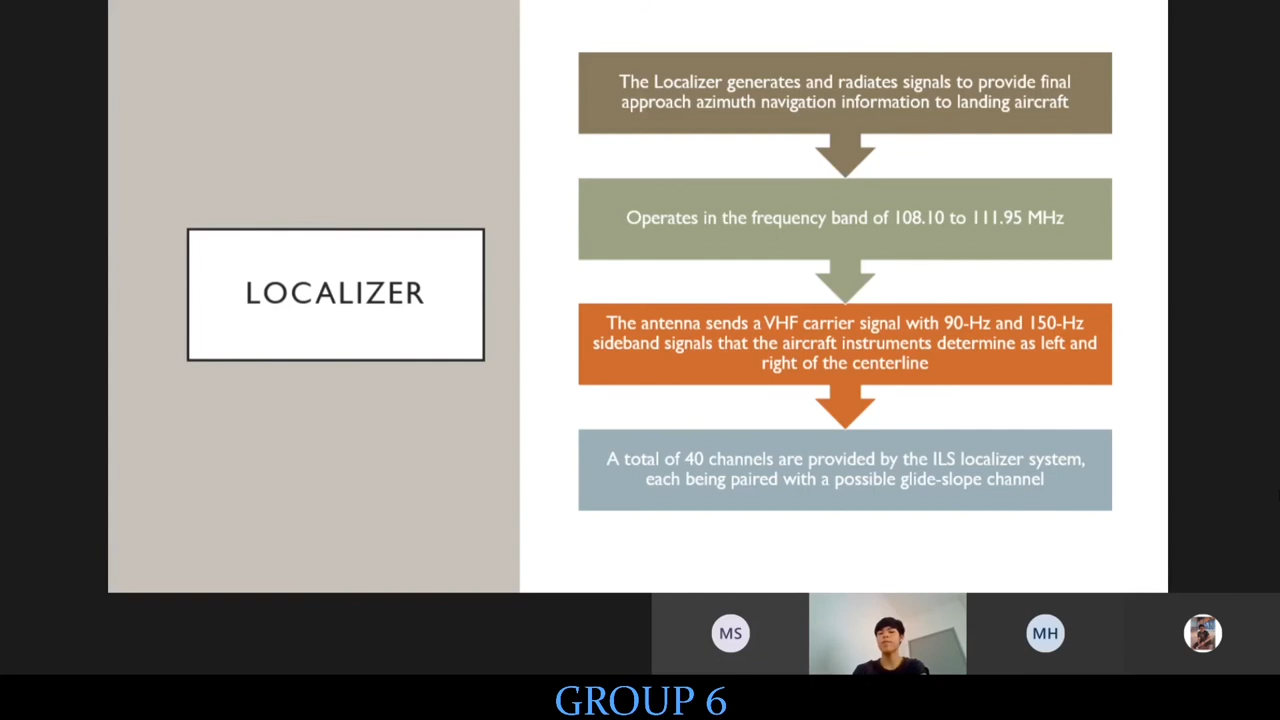 LOCALIZER
The Localizer generates and radiates signals to provide final
approach azimuth navigation information to landing aircraft
Operates in the frequency band of 108.10 to 111.95 MHz
The antenna sends a VHF carrier signal with 90-Hz and 150-Hz
sideband signals that the aircraft instruments determine as left and
right of the centerline
A total of 40 channels are provided by the ILS localizer system,
each being paired with a possible glide-slope channel
MS
MH
GROUP 6